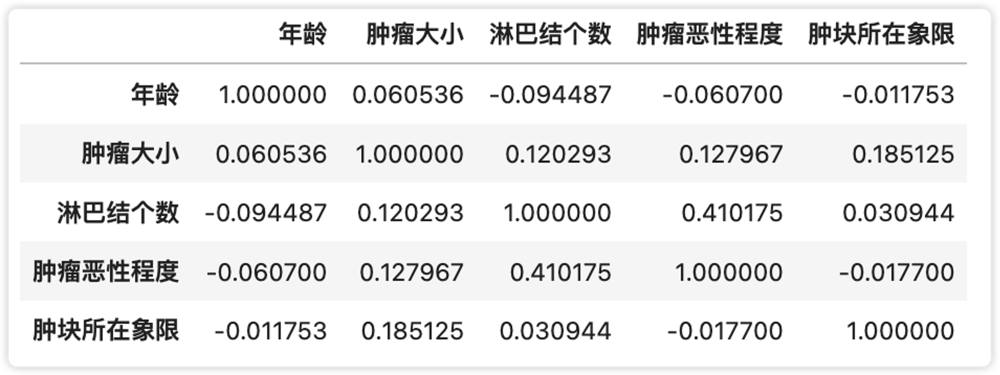 年龄 肿瘤大小 淋巴结个数 肿瘤恶性程度 肿块所在象限
年龄 1.000000 0.060536 -0.094487 -0.060700 -0.011753
肿瘤大小 0.060536 1.000000 0.120293 0.127967 0.185125
淋巴结个数 -0.094487 0.120293 1.000000 0.410175 0.030944
肿瘤恶性程度 -0.060700 0.127967 0.410175 1.000000 -0.017700
肿块所在象限 -0.011753 0.185125 0.030944 -0.017700 1.000000